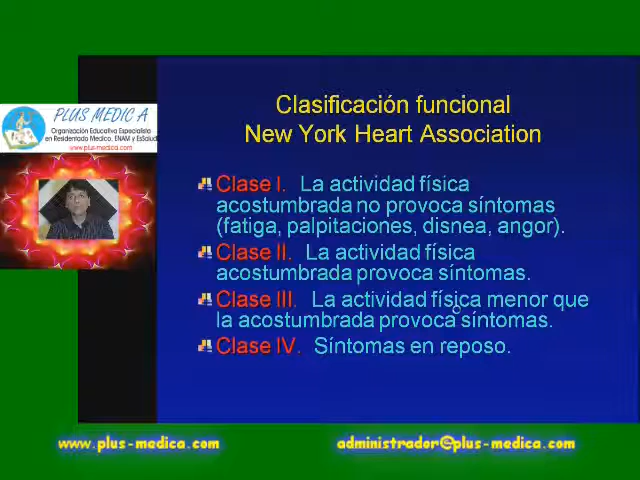 PLUS MEDIC A
Organización Educativa Especialista
en Residentado Medico, ENAM y EsSalud
www.plus-medica.com
Clasificación funcional
New York Heart Association
Clase I. La actividad física
acostumbrada no provoca síntomas
(fatiga, palpitaciones, disnea, angor).
Clase II. La actividad física
acostumbrada provoca síntomas.
Clase III. La actividad física menor que
la acostumbrada provoca síntomas.
Clase IV. Síntomas en reposo.
www.plus-medica.com
administrador@plus-medica.com